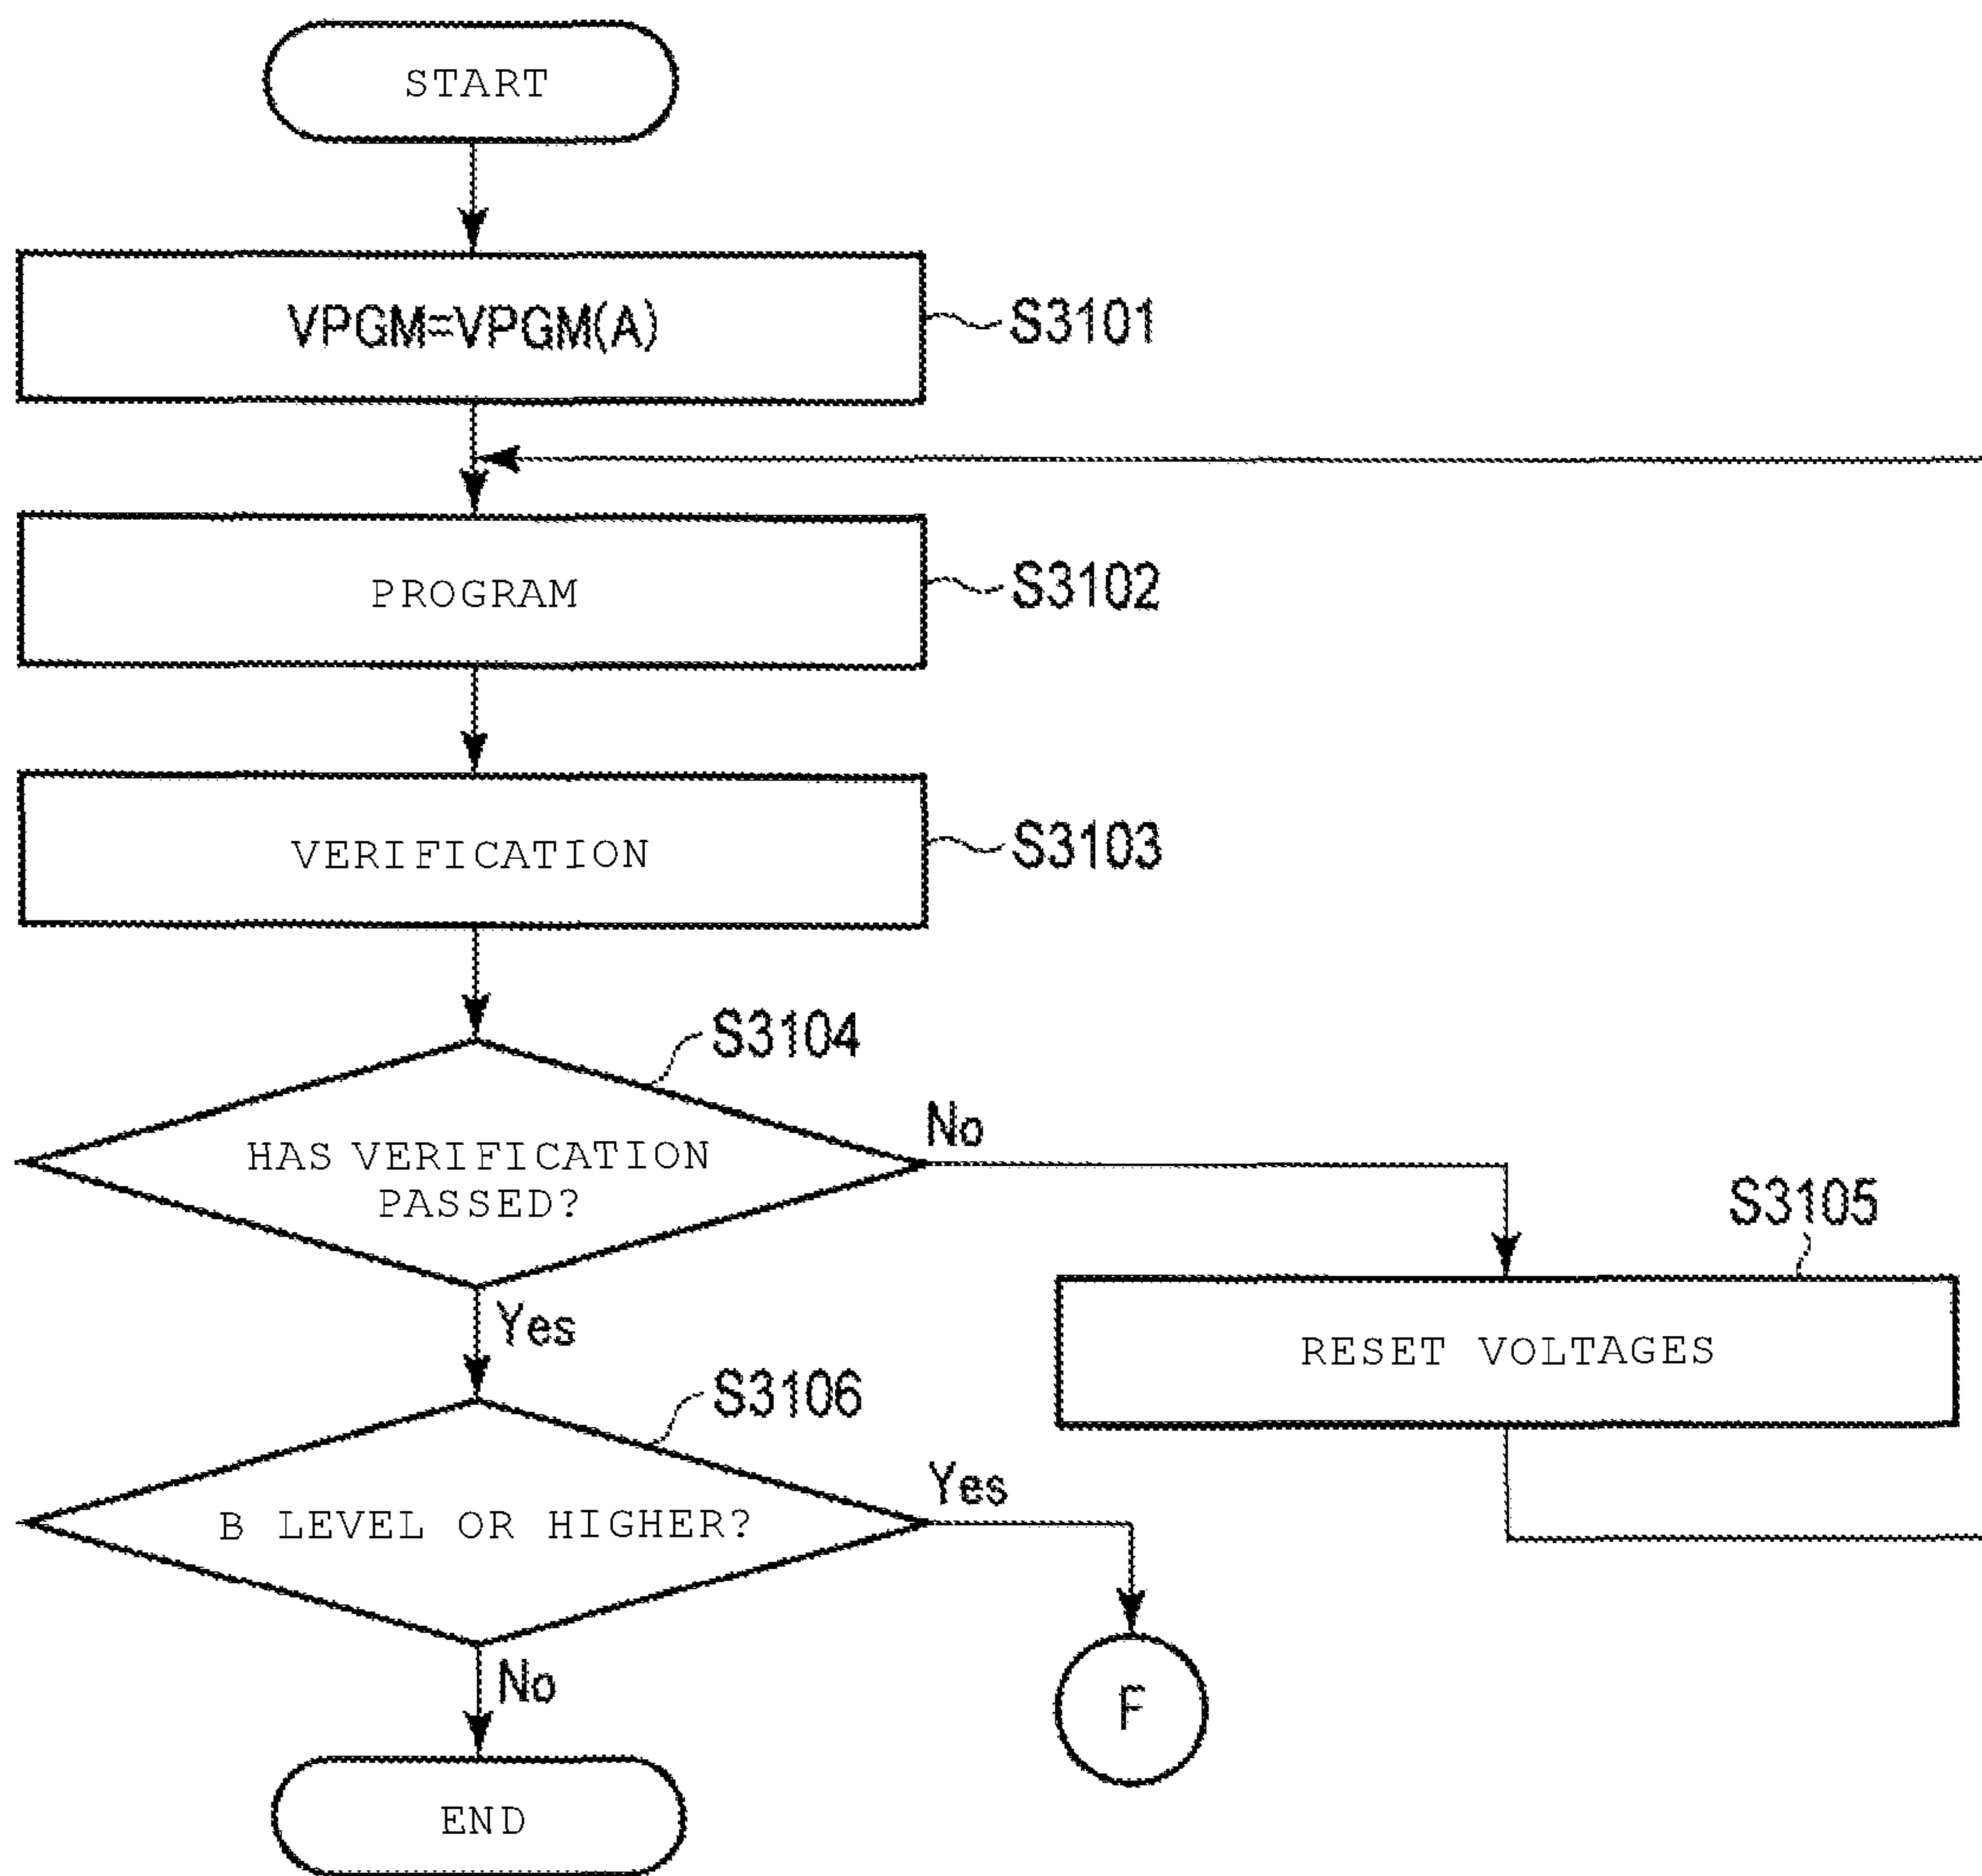 START
VPGM=VPGM(A)
S3101
PROGRAM
S3102
VERIFICATION
S3103
S3104
HAS VERIFICATION
PASSED?
No
Yes
S3105
RESET VOLTAGES
S3106
B LEVEL OR HIGHER?
Yes
No
F
END